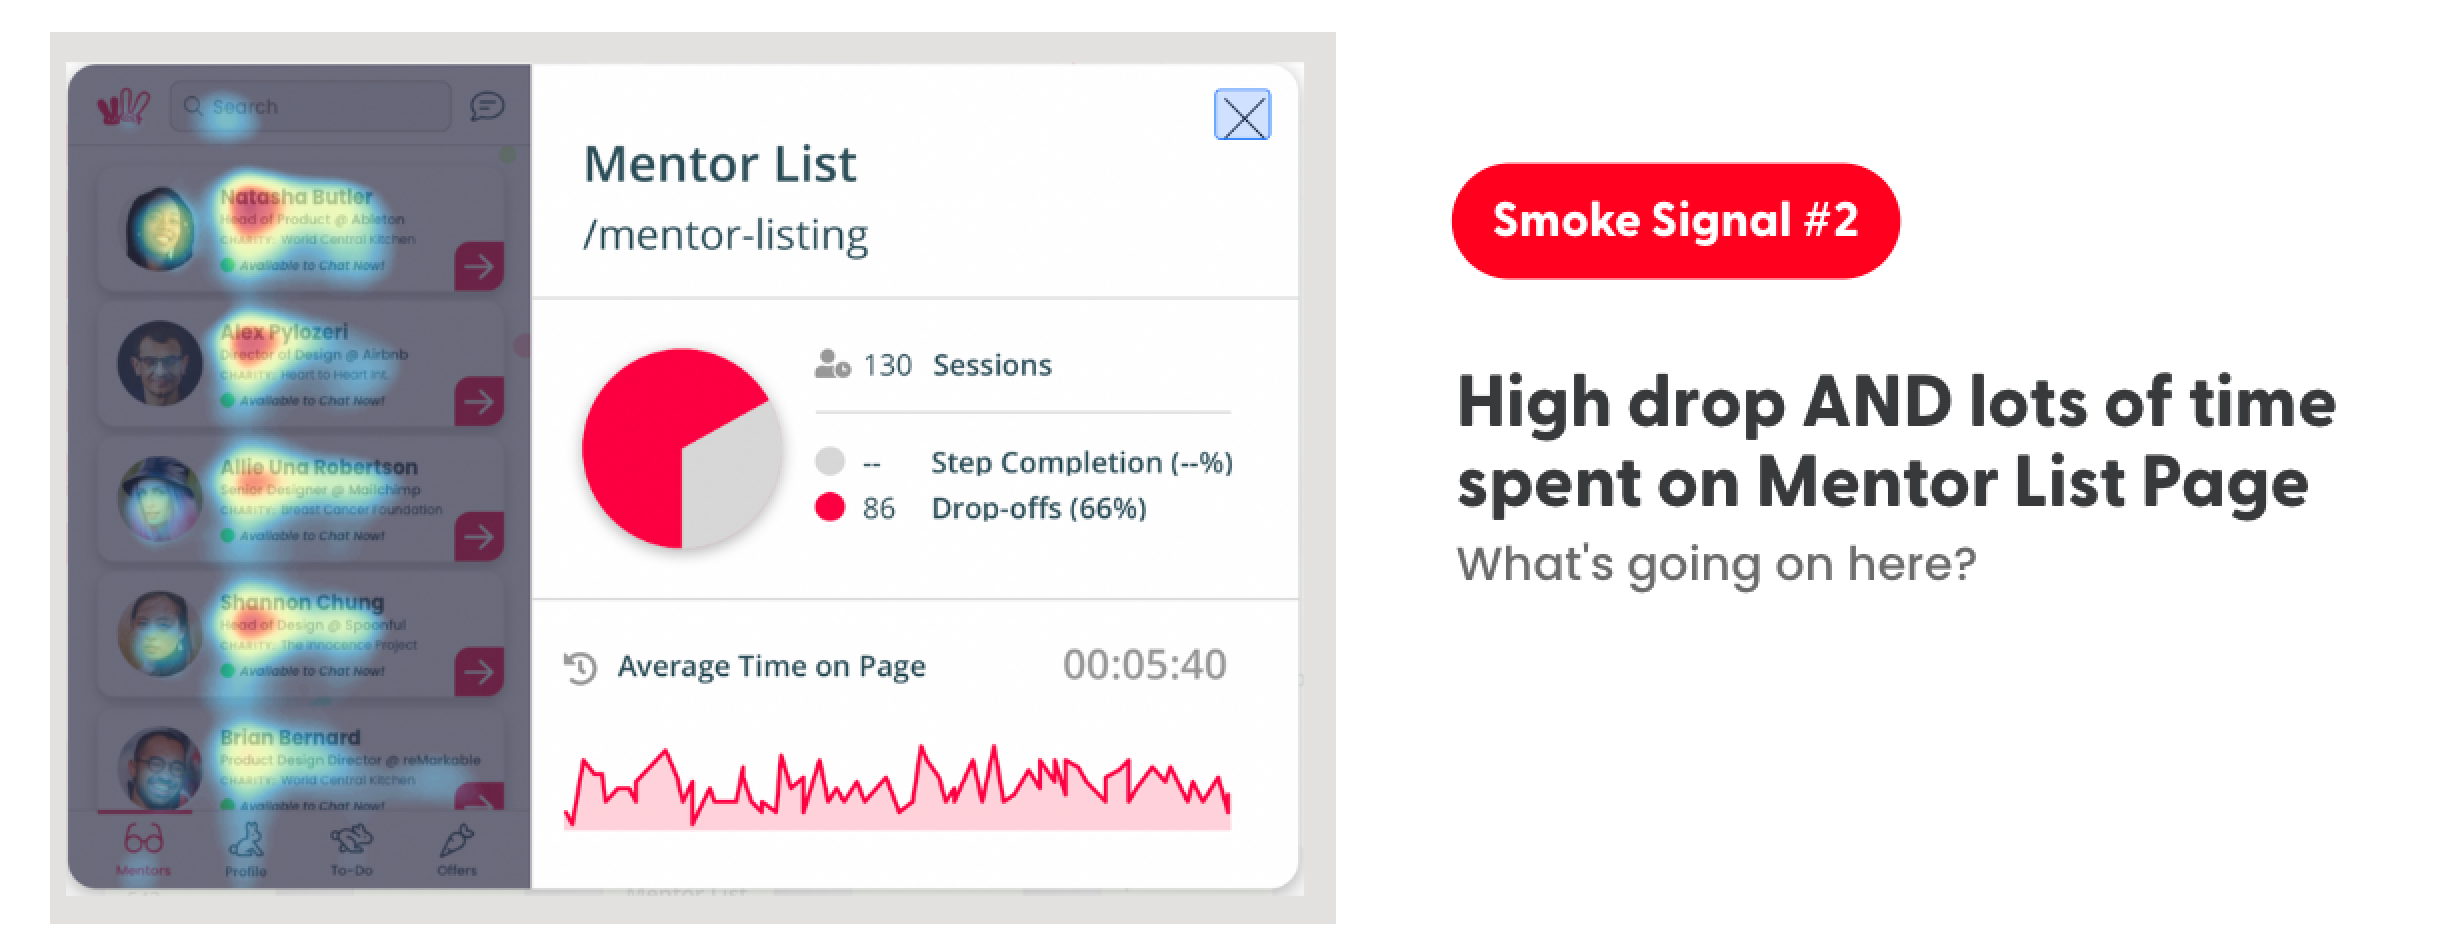 Search
Natasha Butler
Head of Product @ Ableton
CHARITY: World Central Kitchen
Available to Chat Now!
Alex Pylozeri
Director of Design @ Airbnb
CHARITY: Heart to Heart Int.
Available to Chat Now!
Allie Una Robertson
Senior Designer @ Mailchimp
CHARITY: Breast Cancer Foundation
Available to Chat Now!
Shannon Chung
Head of Design @ Spoonful
CHARITY: The Innocence Project
Available to Chat Now!
Brian Bernard
Product Design Director @ reMarkable
CHARITY: World Central Kitchen
Available to Chat Now!
Mentors
Profile
To-Do
Offers
Mentor List
/mentor-listing
130 Sessions
-- Step Completion (--%)
86 Drop-offs (66%)
Average Time on Page 00:05:40
Mentor List
Smoke Signal #2
High drop AND lots of time
spent on Mentor List Page
What's going on here?